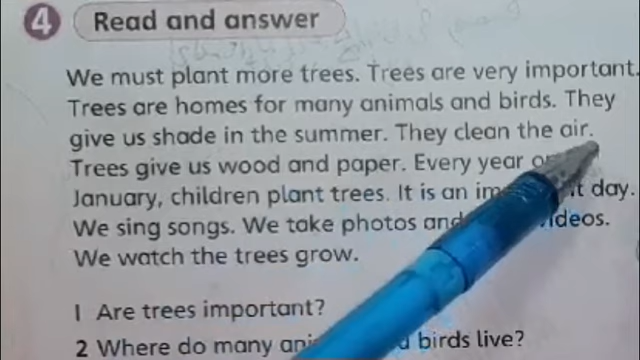 4 Read and answer
We must plant more trees. Trees are very important.
Trees are homes for many animals and birds. They
give us shade in the summer. They clean the air.
Trees give us wood and paper. Every year
January, children plant trees. It is an day.
We sing songs. We take photos and videos.
We watch the trees grow.
1 Are trees important?
2 Where do many birds live?